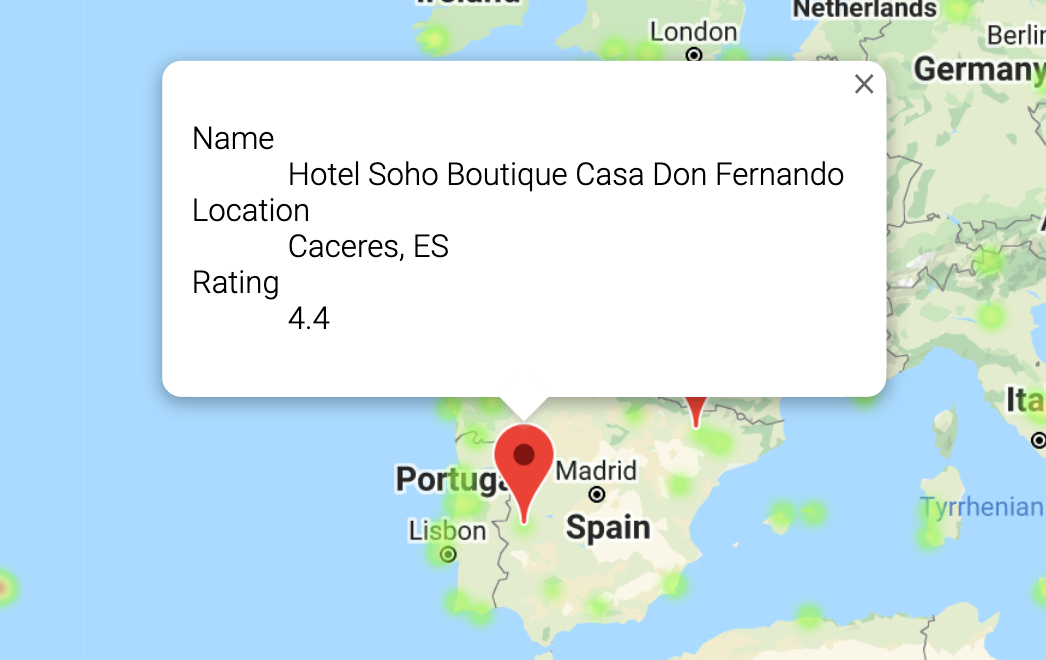 Netherlands
London
Berlin
Germany
Name
Hotel Soho Boutique Casa Don Fernando
Location
Caceres, ES
Rating
4.4
Ita
Portuga
Madrid
Tyrrhenian
Lisbon
Spain